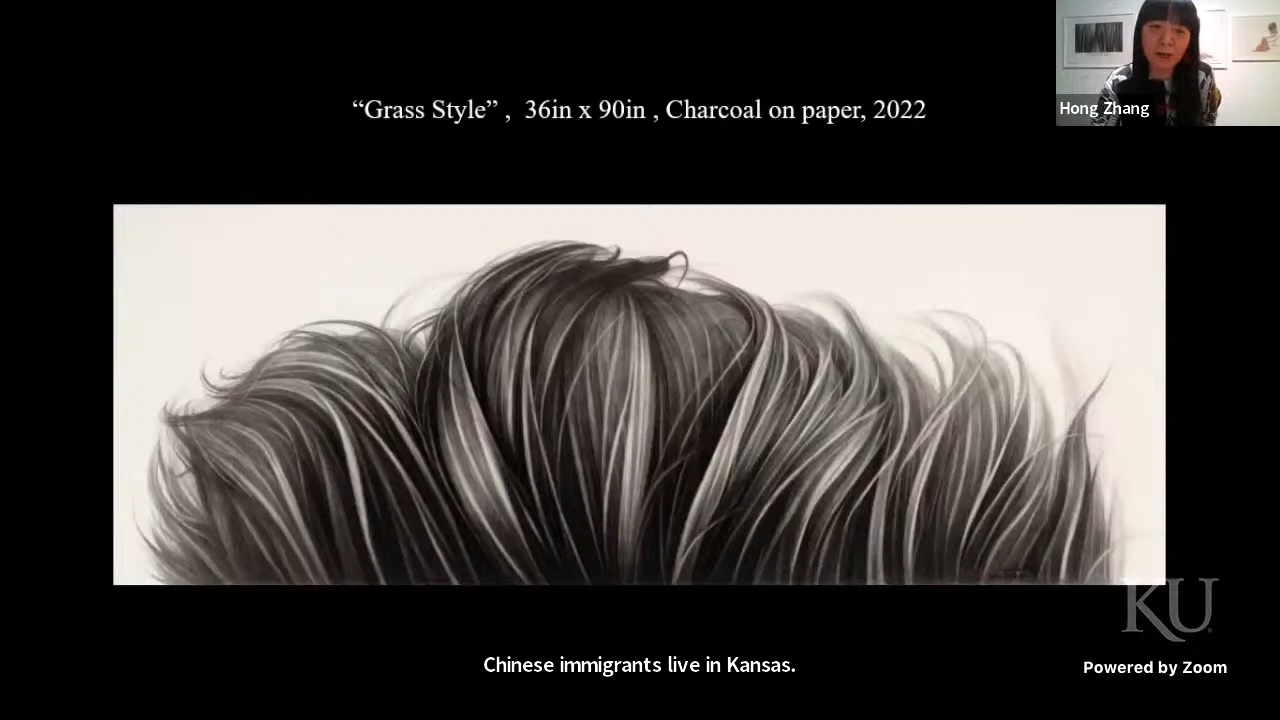 “Grass Style” ,  36in x 90in , Charcoal on paper, 2022
Hong Zhang
KU
Chinese immigrants live in Kansas.
Powered by Zoom